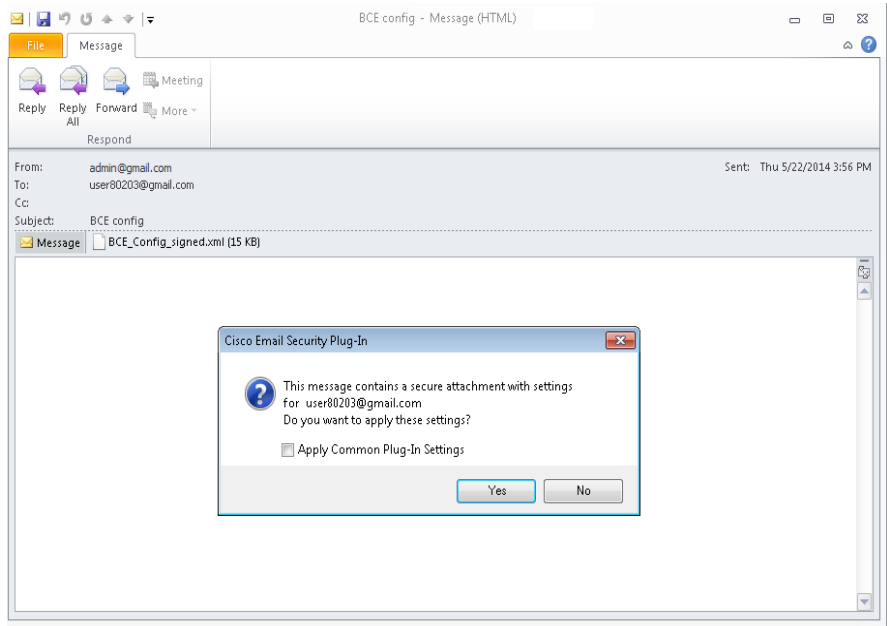 BCE config - Message (HTML)
File
Message
Reply
Reply All
Forward
Meeting
More
Respond
From: admin@gmail.com
Sent: Thu 5/22/2014 3:56 PM
To: user80203@gmail.com
Cc:
Subject: BCE config
Message
BCE_Config_signed.xml (15 KB)
Cisco Email Security Plug-In
This message contains a secure attachment with settings
for user80203@gmail.com
Do you want to apply these settings?
Apply Common Plug-In Settings
Yes
No